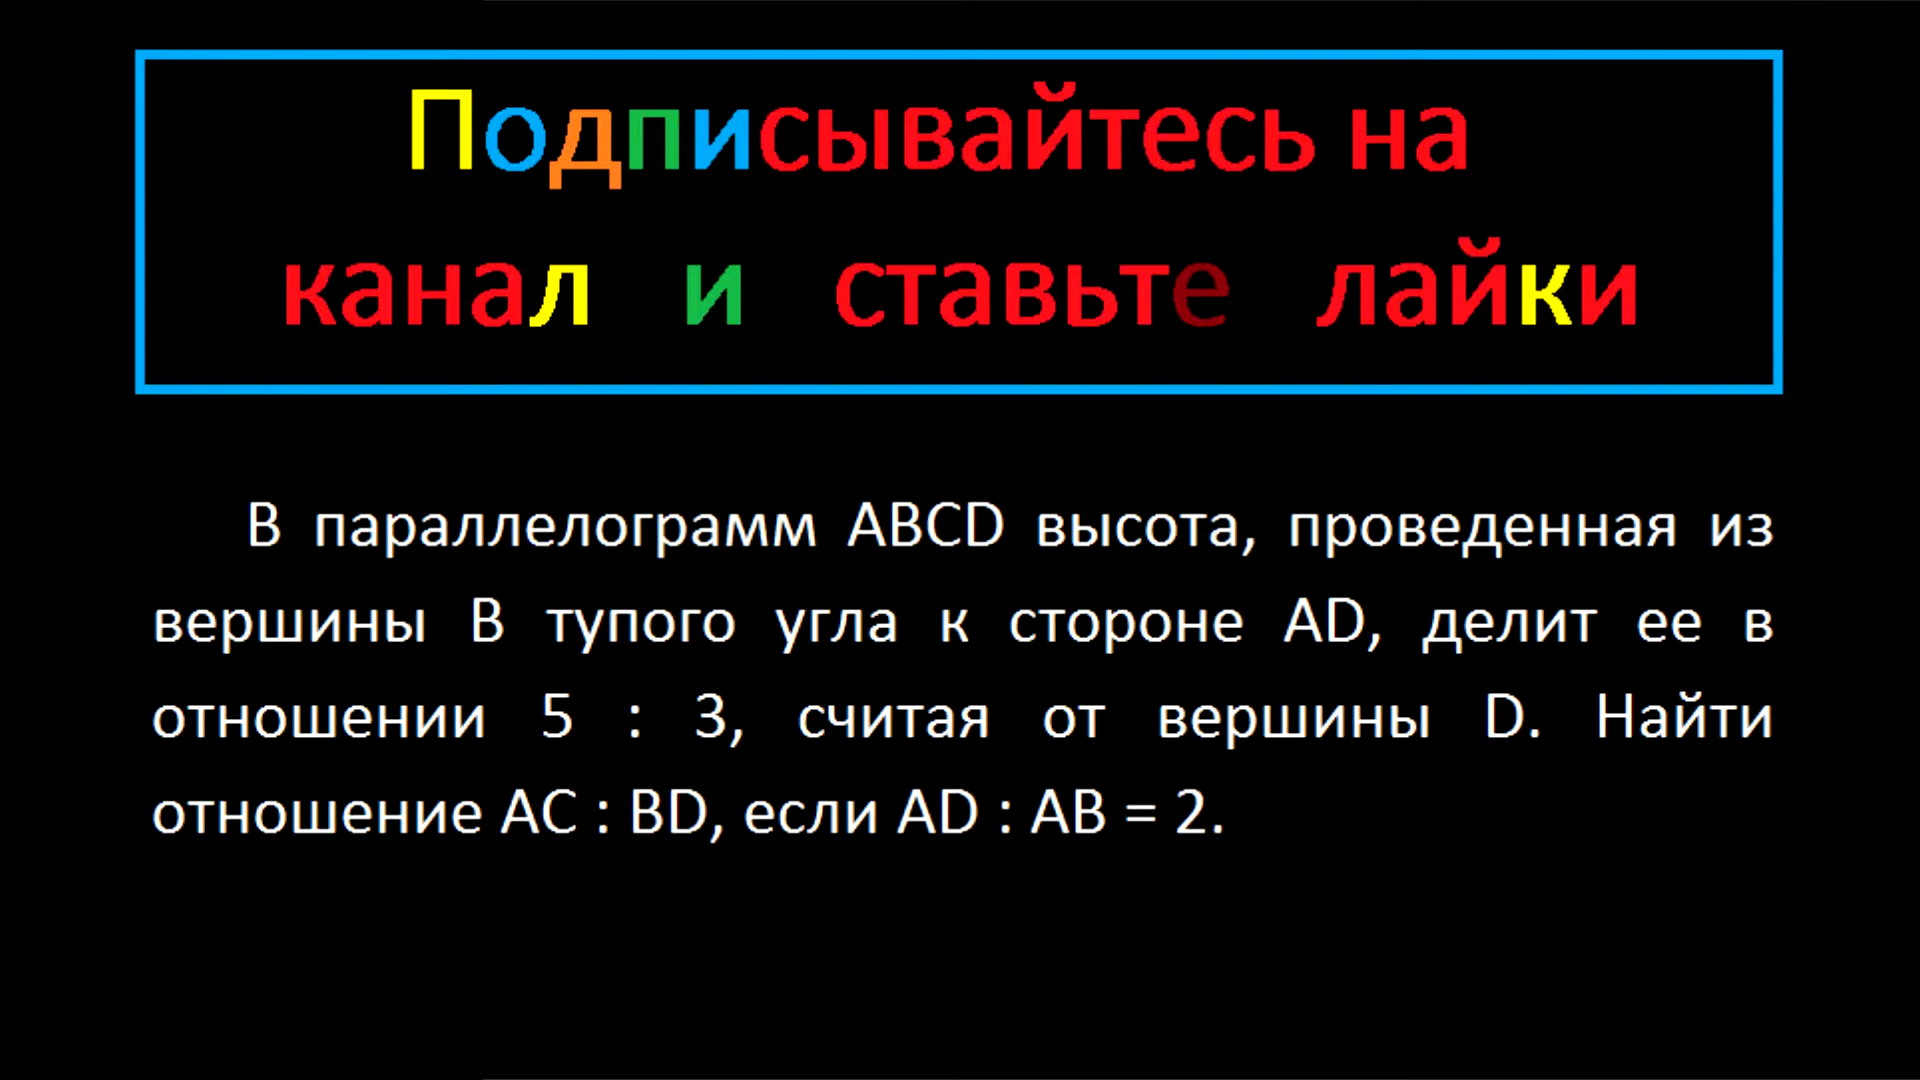 Подписывайтесь на
канал и ставьте лайки
В параллелограмм ABCD высота, проведенная из
вершины B тупого угла к стороне AD, делит ее в
отношении 5 : 3, считая от вершины D. Найти
отношение AC : BD, если AD : AB = 2.